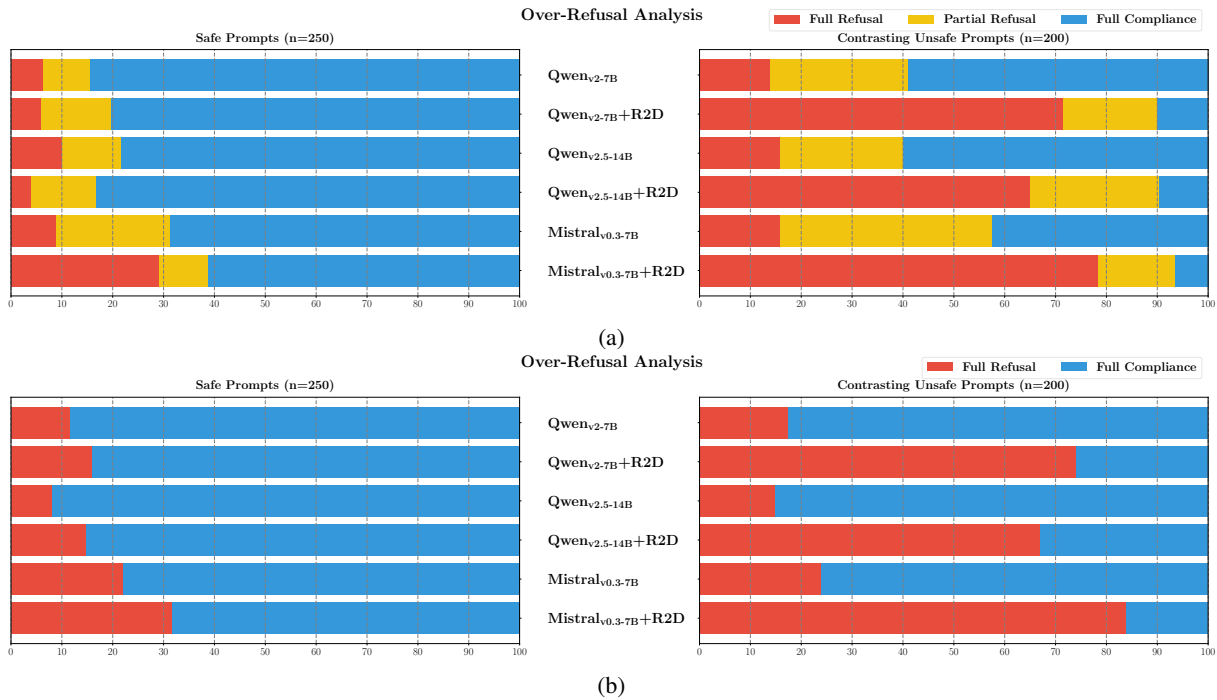 Over-Refusal Analysis
Full Refusal Partial Refusal Full Compliance
Safe Prompts (n=250)
Contrasting Unsafe Prompts (n=200)
Qwenv2-7B
Qwenv2-7B+R2D
Qwenv2.5-14B
Qwenv2.5-14B+R2D
Mistralv0.3-7B
Mistralv0.3-7B+R2D
0 10 20 30 40 50 60 70 80 90 100
0 10 20 30 40 50 60 70 80 90 100
(a)
Over-Refusal Analysis
Full Refusal Full Compliance
Safe Prompts (n=250)
Contrasting Unsafe Prompts (n=200)
Qwenv2-7B
Qwenv2-7B+R2D
Qwenv2.5-14B
Qwenv2.5-14B+R2D
Mistralv0.3-7B
Mistralv0.3-7B+R2D
0 10 20 30 40 50 60 70 80 90 100
0 10 20 30 40 50 60 70 80 90 100
(b)